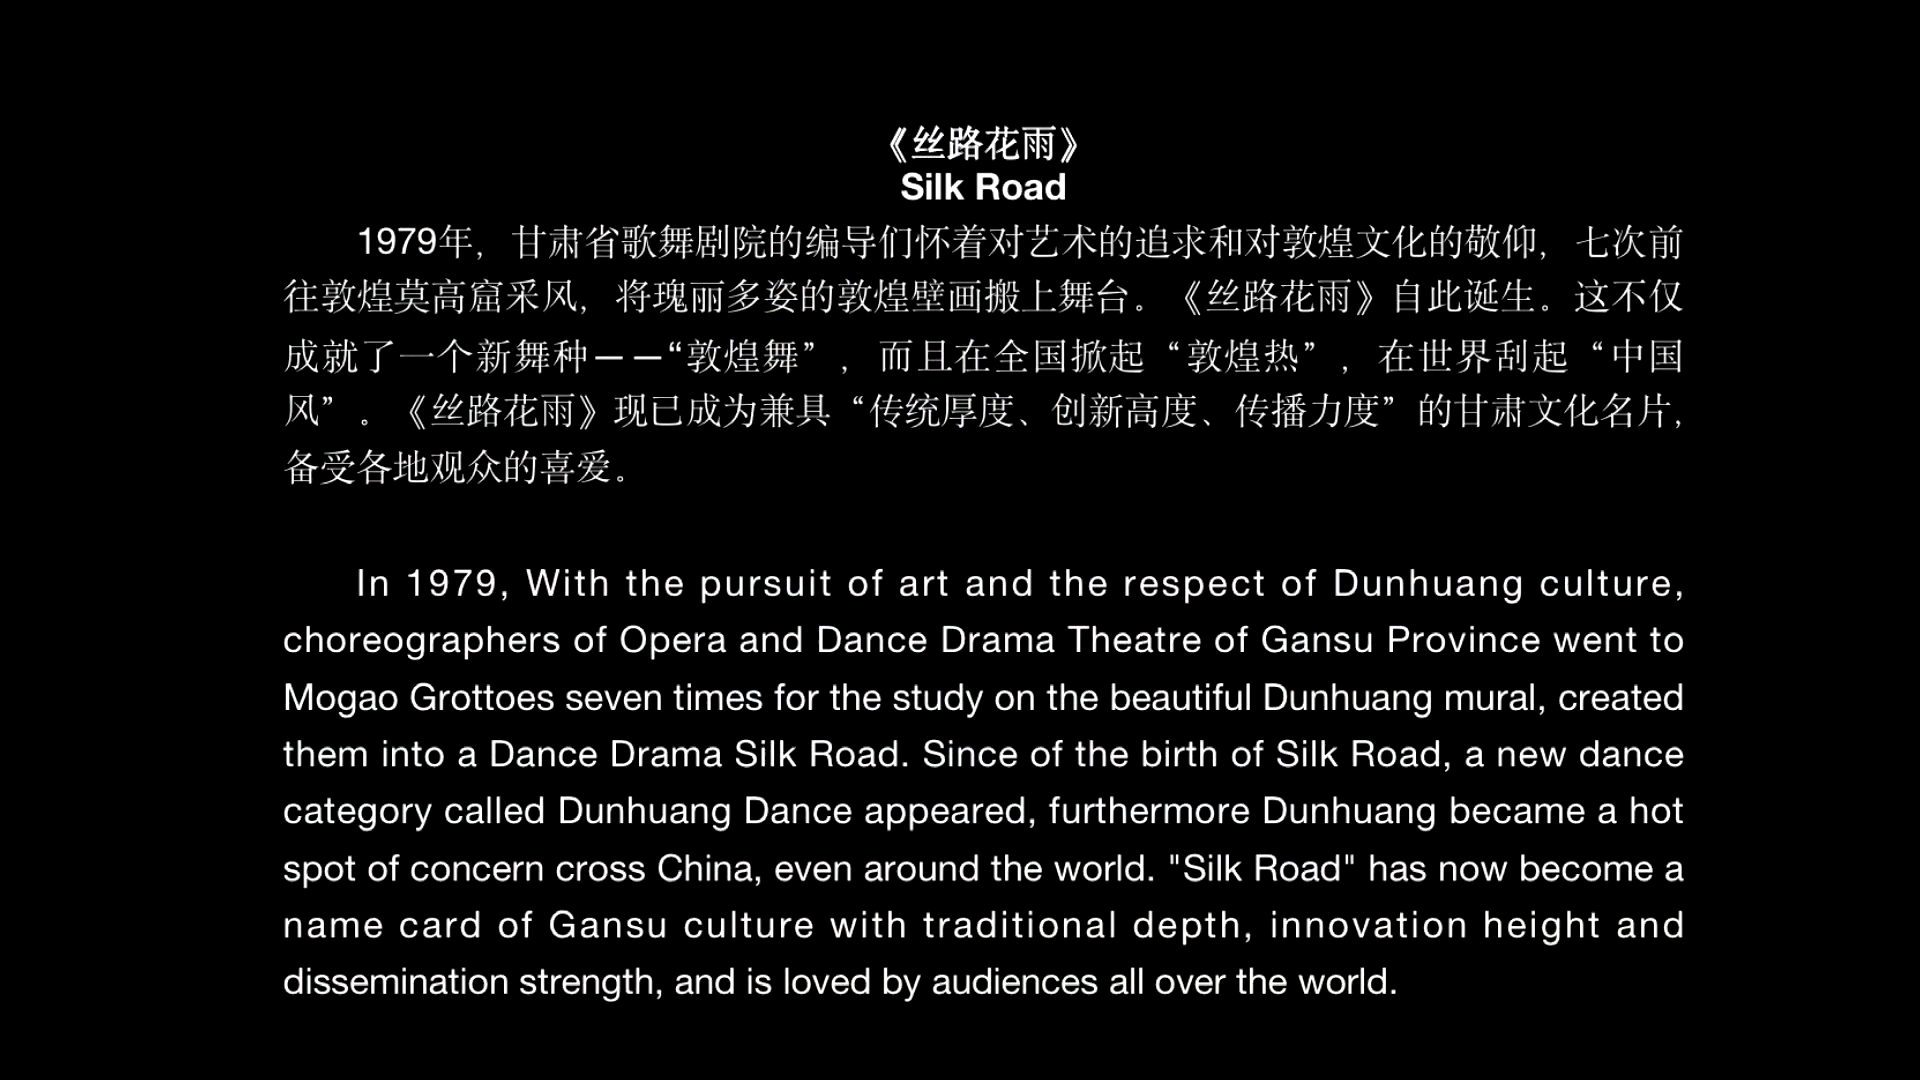 《丝路花雨》
Silk Road
1979年，甘肃省歌舞剧院的编导们怀着对艺术的追求和对敦煌文化的敬仰，七次前
往敦煌莫高窟采风，将瑰丽多姿的敦煌壁画搬上舞台。《丝路花雨》自此诞生。这不仅
成就了一个新舞种——“敦煌舞”，而且在全国掀起“敦煌热”，在世界刮起“中国
风”。《丝路花雨》现已成为兼具“传统厚度、创新高度、传播力度”的甘肃文化名片，
备受各地观众的喜爱。
In 1979, With the pursuit of art and the respect of Dunhuang culture,
choreographers of Opera and Dance Drama Theatre of Gansu Province went to
Mogao Grottoes seven times for the study on the beautiful Dunhuang mural, created
them into a Dance Drama Silk Road. Since of the birth of Silk Road, a new dance
category called Dunhuang Dance appeared, furthermore Dunhuang became a hot
spot of concern cross China, even around the world. "Silk Road" has now become a
name card of Gansu culture with traditional depth, innovation height and
dissemination strength, and is loved by audiences all over the world.